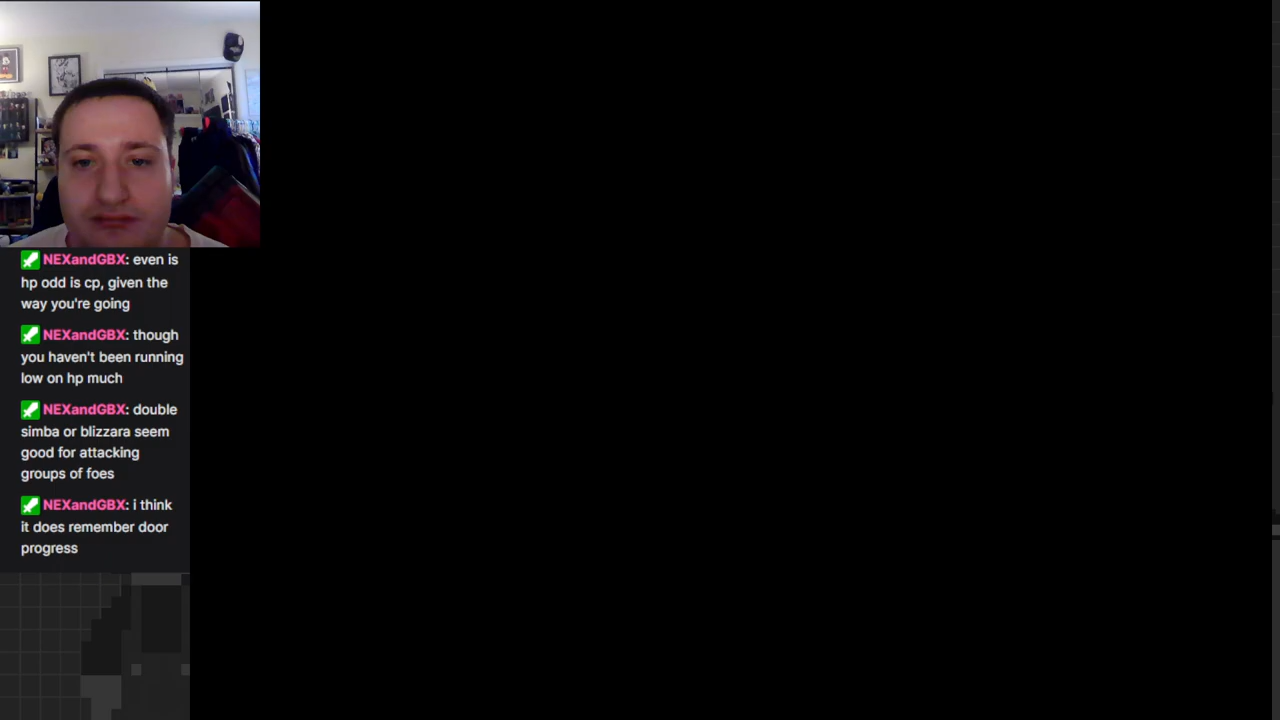 NEXandGBX: even is
hp odd is cp, given the
way you're going
NEXandGBX: though
you haven't been running
low on hp much
NEXandGBX: double
simba or blizzara seem
good for attacking
groups of foes
NEXandGBX: i think
it does remember door
progress